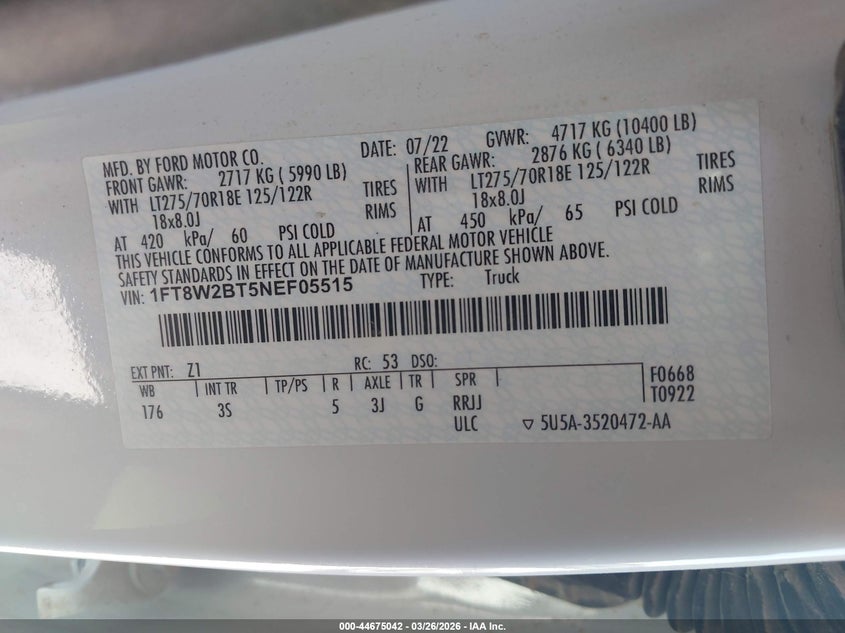 MFD. BY FORD MOTOR CO. DATE: 07/22 GVWR: 4717 KG (10400 LB)
FRONT GAWR: 2717 KG ( 5990 LB) REAR GAWR: 2876 KG ( 6340 LB)
WITH LT275/70R18E 125/122R TIRES WITH LT275/70R18E 125/122R TIRES
18x8.0J RIMS 18x8.0J RIMS
AT 420 kPa/ 60 PSI COLD AT 450 kPa/ 65 PSI COLD
THIS VEHICLE CONFORMS TO ALL APPLICABLE FEDERAL MOTOR VEHICLE
SAFETY STANDARDS IN EFFECT ON THE DATE OF MANUFACTURE SHOWN ABOVE.
VIN: 1FT8W2BT5NEF05515 TYPE: Truck
EXT PNT: Z1 RC: 53 DSO:
WB INT TR TP/PS R AXLE TR SPR F0668
176 3S 5 3J G RRJJ T0922
ULC ▽ 5U5A-3520472-AA
000-44675042 | 03/26/2026 - IAA Inc.